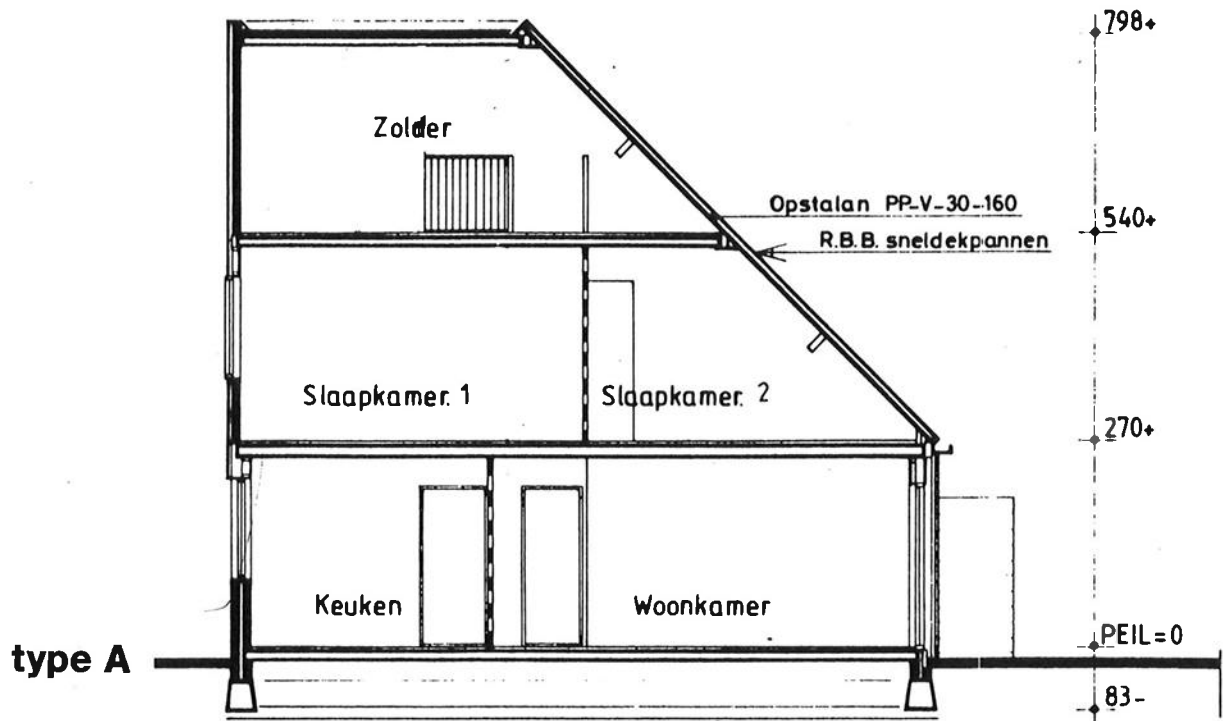 798+
Zolder
Opstalan PP-V-30-160
540+
R.B.B. sneldekpannen
Slaapkamer. 1
Slaapkamer. 2
270+
Keuken
Woonkamer
PEIL=0
type A
83-